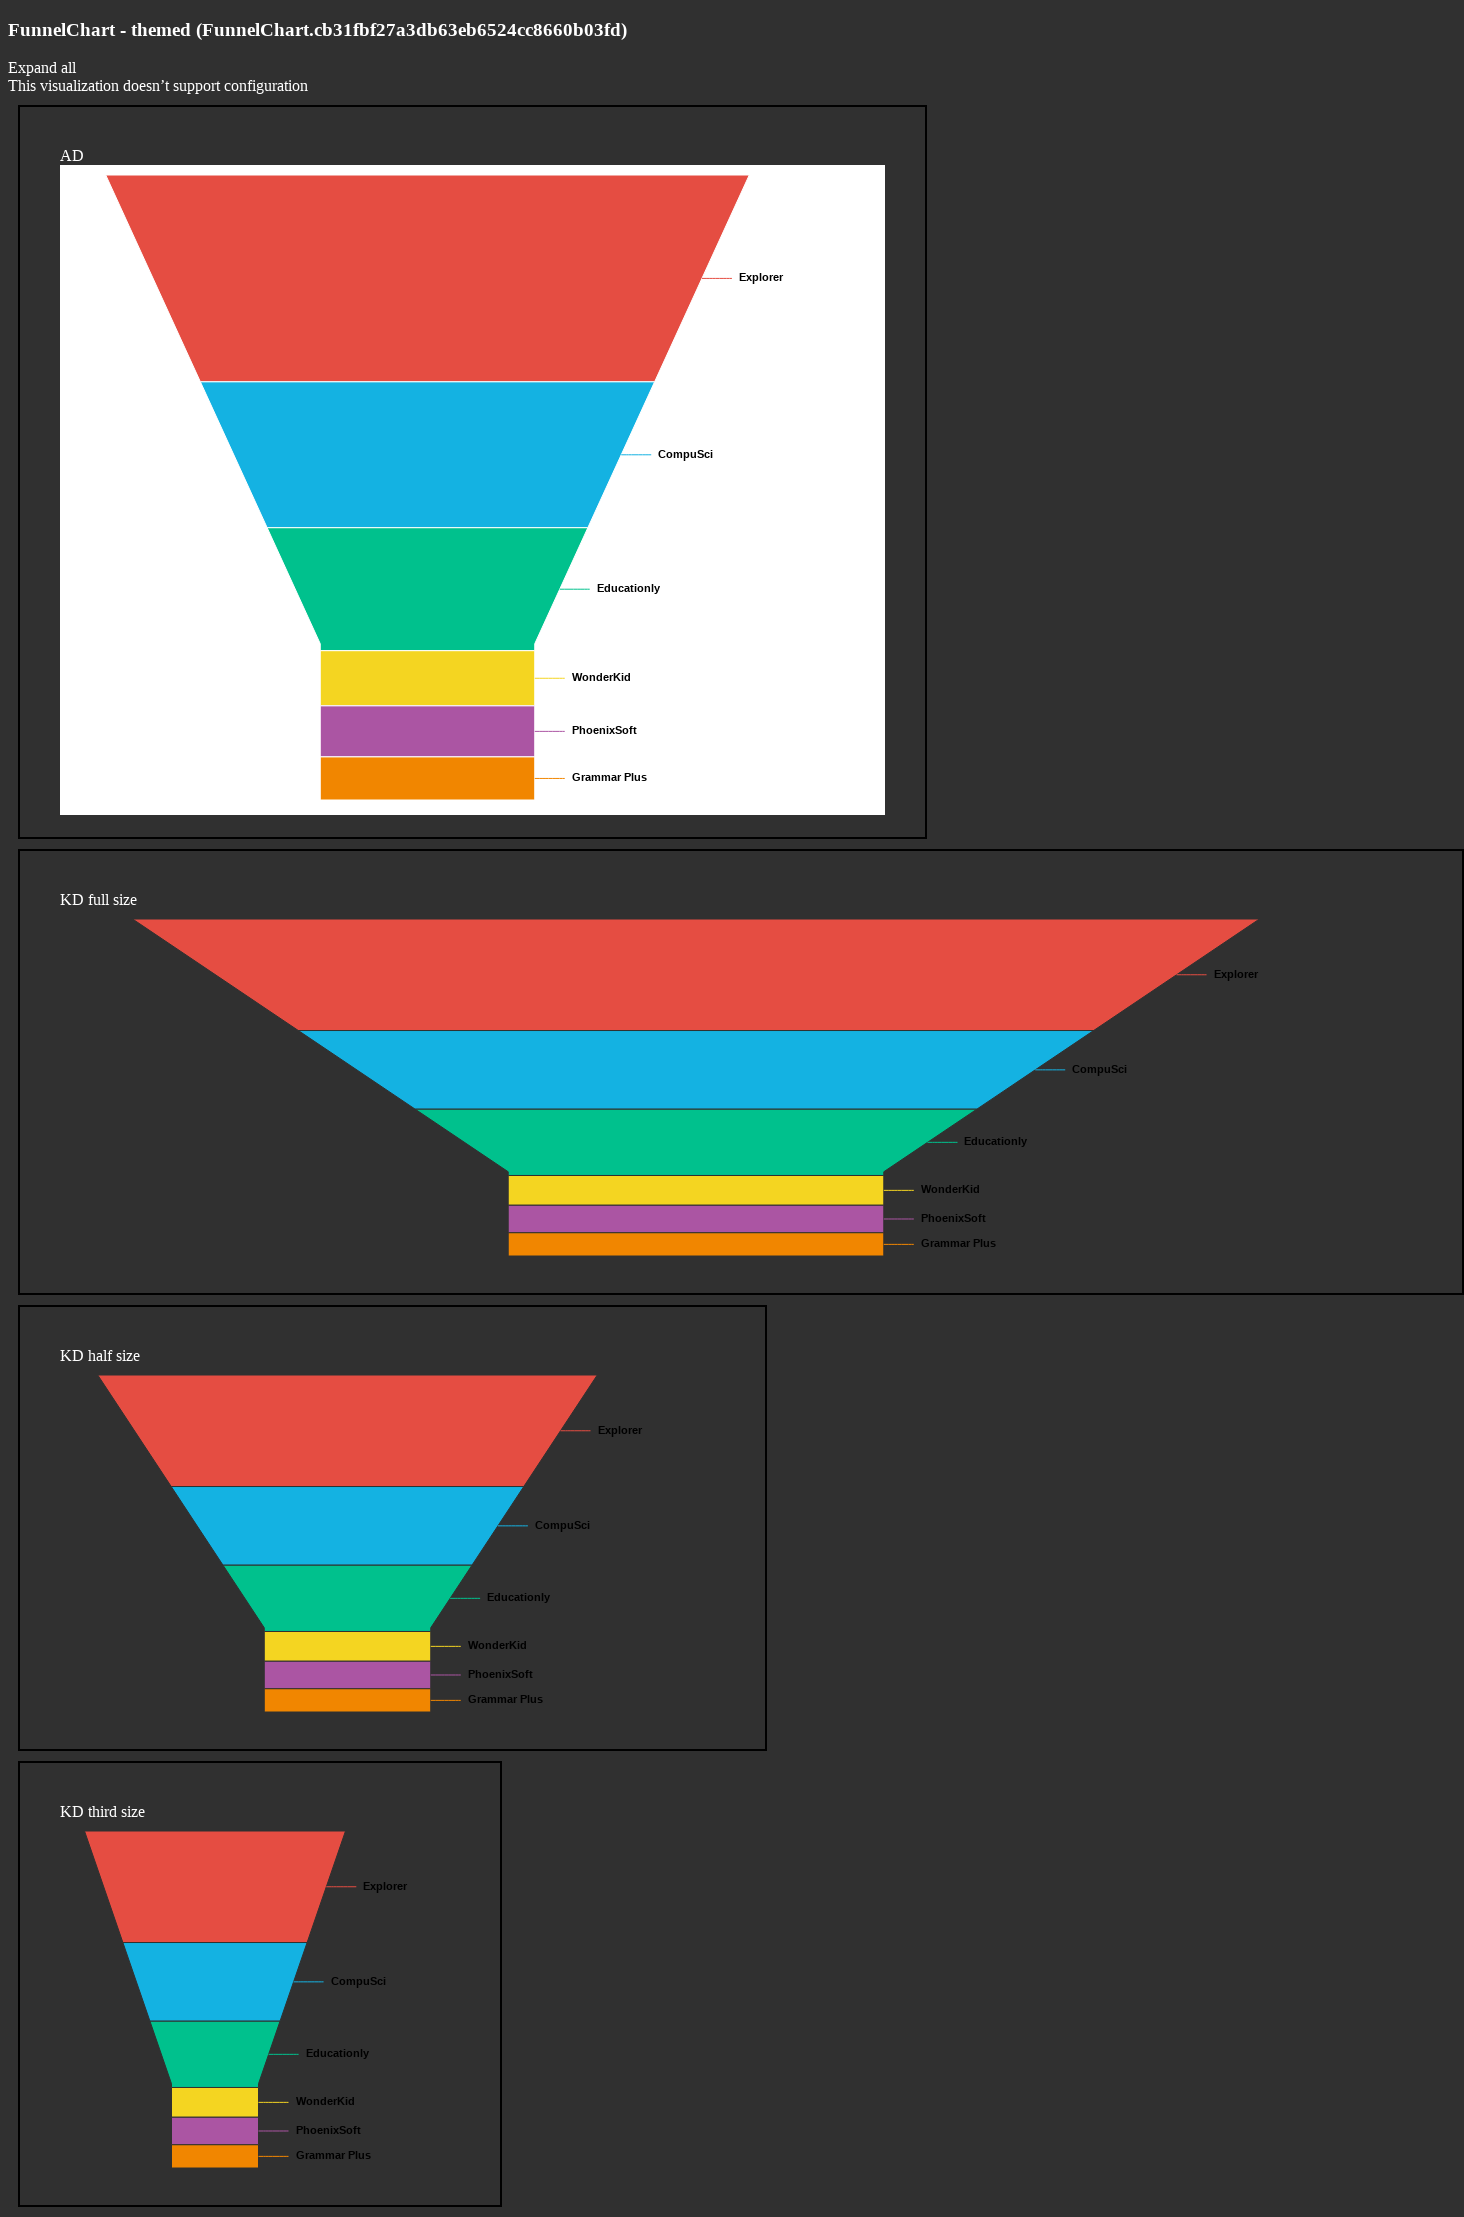 FunnelChart - themed (FunnelChart.cb31fbf27a3db63eb6524cc8660b03fd)
Expand all
This visualization doesn’t support configuration
AD
Explorer
CompuSci
Educationly
WonderKid
PhoenixSoft
Grammar Plus
KD full size
Explorer
CompuSci
Educationly
WonderKid
PhoenixSoft
Grammar Plus
KD half size
Explorer
CompuSci
Educationly
WonderKid
PhoenixSoft
Grammar Plus
KD third size
Explorer
CompuSci
Educationly
WonderKid
PhoenixSoft
Grammar Plus